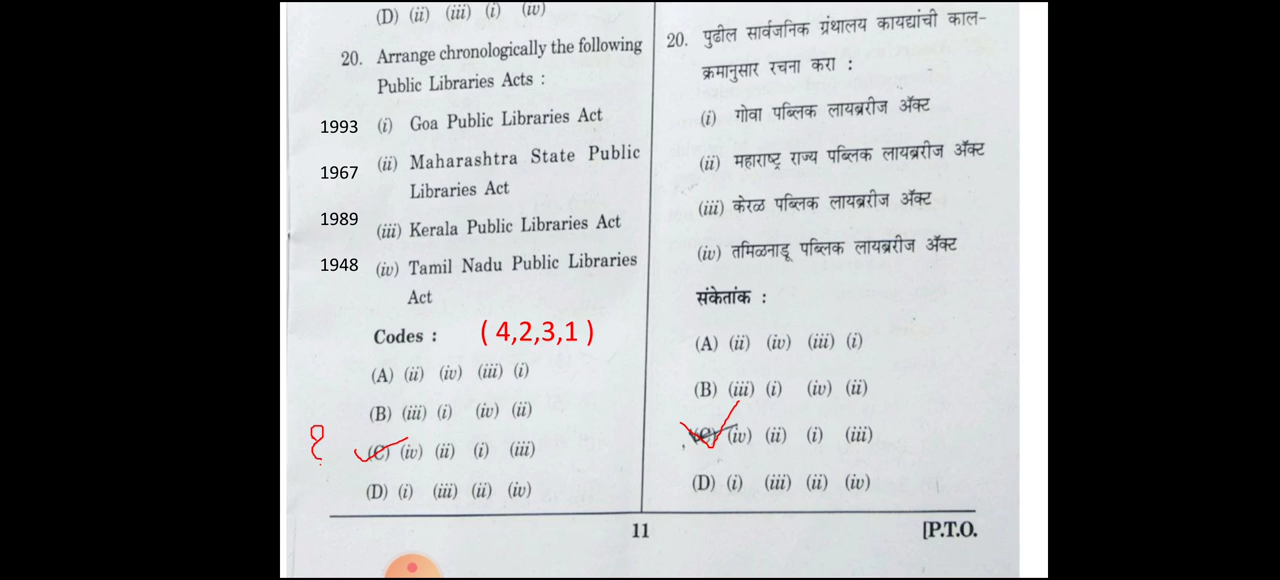 (D) (ii) (iii) (i) (iv)
20. Arrange chronologically the following
Public Libraries Acts :
1993 (i) Goa Public Libraries Act
1967 (ii) Maharashtra State Public
Libraries Act
1989 (iii) Kerala Public Libraries Act
1948 (iv) Tamil Nadu Public Libraries
Act
Codes : ( 4,2,3,1 )
(A) (ii) (iv) (iii) (i)
(B) (iii) (i) (iv) (ii)
? (C) (iv) (ii) (i) (iii)
(D) (i) (iii) (ii) (iv)
20. पुढील सार्वजनिक ग्रंथालय कायद्यांची काल-
क्रमानुसार रचना करा :
(i) गोवा पब्लिक लायब्ररीज ॲक्ट
(ii) महाराष्ट्र राज्य पब्लिक लायब्ररीज ॲक्ट
(iii) केरळ पब्लिक लायब्ररीज ॲक्ट
(iv) तमिळनाडू पब्लिक लायब्ररीज ॲक्ट
संकेतांक :
(A) (ii) (iv) (iii) (i)
(B) (iii) (i) (iv) (ii)
(C) (iv) (ii) (i) (iii)
(D) (i) (iii) (ii) (iv)
11
[P.T.O.